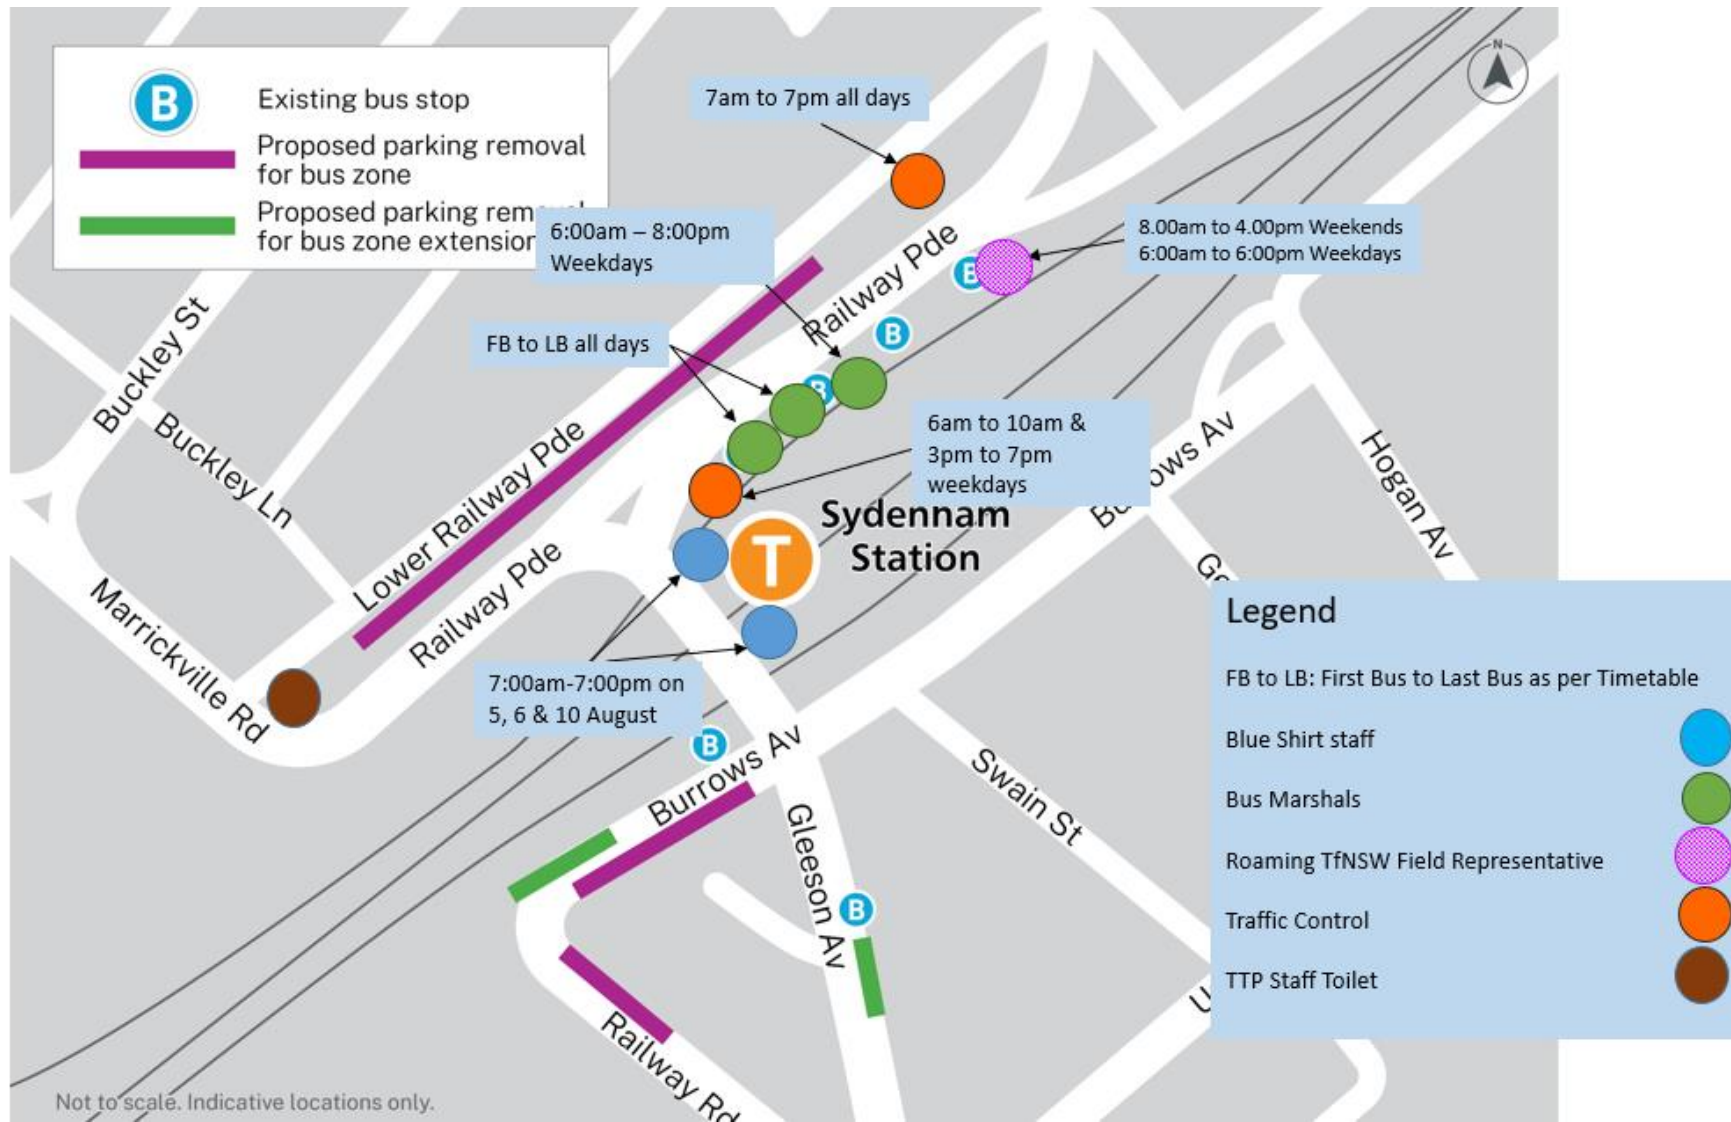 B
Existing bus stop
Proposed parking removal
for bus zone
Proposed parking removal
for bus zone extension
7am to 7pm all days
N
6:00am – 8:00pm
Weekdays
8.00am to 4.00pm Weekends
6:00am to 6:00pm Weekdays
B
B
B
FB to LB all days
Railway Pde
Buckley St
Buckley Ln
Lower Railway Pde
Railway Pde
Marrickville Rd
6am to 10am &
3pm to 7pm
weekdays
Burrows Av
Hogan Av
T
Sydenham
Station
7:00am-7:00pm on
5, 6 & 10 August
B
Burrows Av
Swain St
Gleeson Av
B
Railway Rd
Legend
FB to LB: First Bus to Last Bus as per Timetable
Blue Shirt staff
Bus Marshals
Roaming TfNSW Field Representative
Traffic Control
TTP Staff Toilet
Not to scale. Indicative locations only.